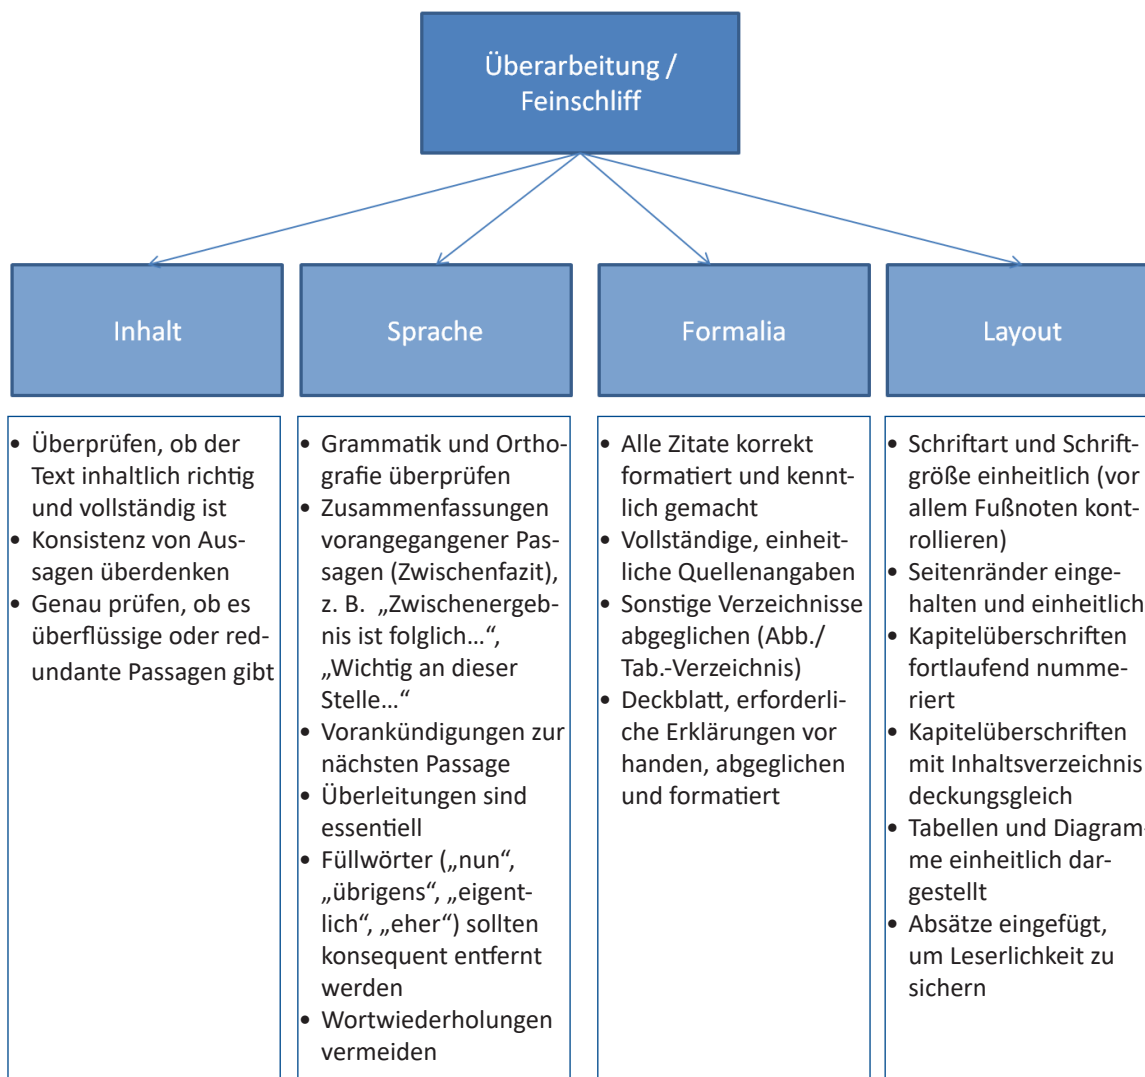 Überarbeitung /
Feinschliff
Inhalt
Sprache
Formalia
Layout
• Überprüfen, ob der
Text inhaltlich richtig
und vollständig ist
• Konsistenz von Aus-
sagen überdenken
• Genau prüfen, ob es
überflüssige oder red-
undante Passagen gibt
• Grammatik und Ortho-
grafie überprüfen
• Zusammenfassungen
vorangegangener Pas-
sagen (Zwischenfazit),
z. B. „Zwischenergeb-
nis ist folglich...“,
„Wichtig an dieser
Stelle...“
• Vorankündigungen zur
nächsten Passage
• Überleitungen sind
essentiell
• Füllwörter („nun“,
„übrigens“, „eigent-
lich“, „eher“) sollten
konsequent entfernt
werden
• Wortwiederholungen
vermeiden
• Alle Zitate korrekt
formatiert und kennt-
lich gemacht
• Vollständige, einheit-
liche Quellenangaben
• Sonstige Verzeichnisse
abgeglichen (Abb./
Tab.-Verzeichnis)
• Deckblatt, erforderli-
che Erklärungen vor
handen, abgeglichen
und formatiert
• Schriftart und Schrift-
größe einheitlich (vor
allem Fußnoten kont-
rollieren)
• Seitenränder einge-
halten und einheitlich
• Kapitelüberschriften
fortlaufend numme-
riert
• Kapitelüberschriften
mit Inhaltsverzeichnis
deckungsgleich
• Tabellen und Diagram-
me einheitlich dar-
gestellt
• Absätze eingefügt,
um Leserlichkeit zu
sichern